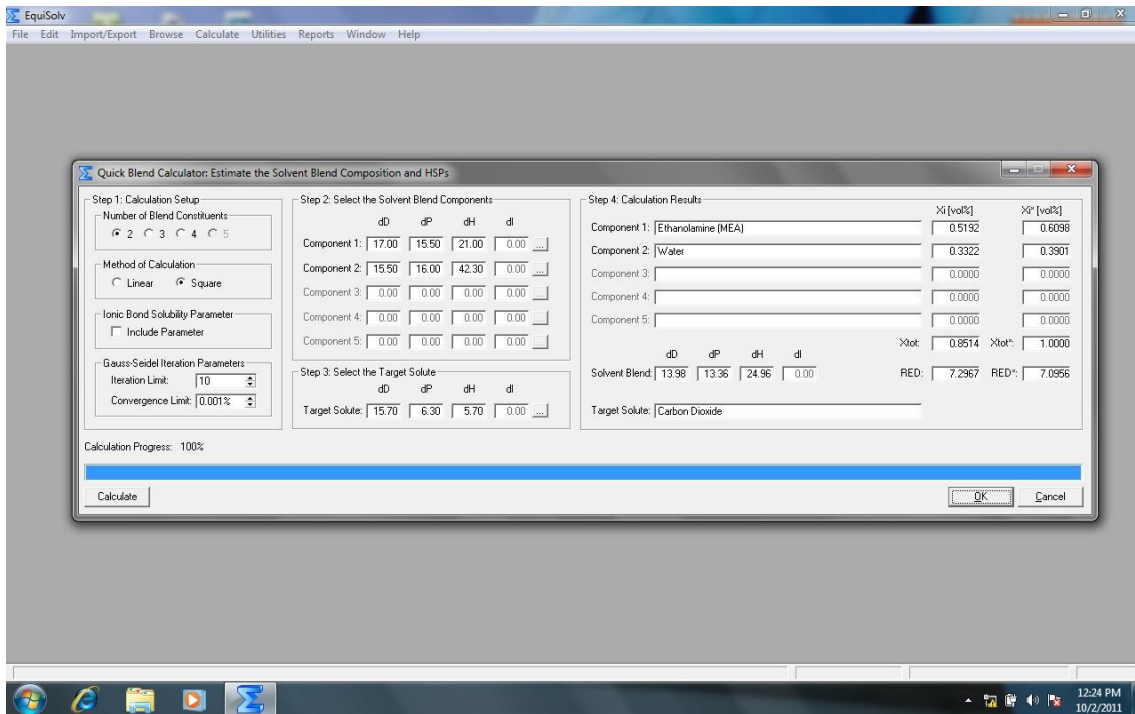 EquiSolv
File Edit Import/Export Browse Calculate Utilities Reports Window Help
Quick Blend Calculator: Estimate the Solvent Blend Composition and HSPs
Step 1: Calculation Setup
Number of Blend Constituents
2 3 4 5
Method of Calculation
Linear Square
Ionic Bond Solubility Parameter
Include Parameter
Gauss-Seidel Iteration Parameters
Iteration Limit: 10
Convergence Limit: 0.001%
Step 2: Select the Solvent Blend Components
dD dP dH dI
Component 1: 17.00 15.50 21.00 0.00 ...
Component 2: 15.50 16.00 42.30 0.00 ...
Component 3: 0.00 0.00 0.00 0.00 ...
Component 4: 0.00 0.00 0.00 0.00 ...
Component 5: 0.00 0.00 0.00 0.00 ...
Step 3: Select the Target Solute
dD dP dH dI
Target Solute: 15.70 6.30 5.70 0.00 ...
Step 4: Calculation Results
Xi [vol%] Xi* [vol%]
Component 1: Ethanolamine (MEA) 0.5192 0.6098
Component 2: Water 0.3322 0.3901
Component 3: 0.0000 0.0000
Component 4: 0.0000 0.0000
Component 5: 0.0000 0.0000
Xtot: 0.8514 Xtot*: 1.0000
dD dP dH dI
Solvent Blend: 13.98 13.36 24.96 0.00 RED: 7.2967 RED*: 7.0956
Target Solute: Carbon Dioxide
Calculation Progress: 100%
Calculate OK Cancel
12:24 PM
10/2/2011